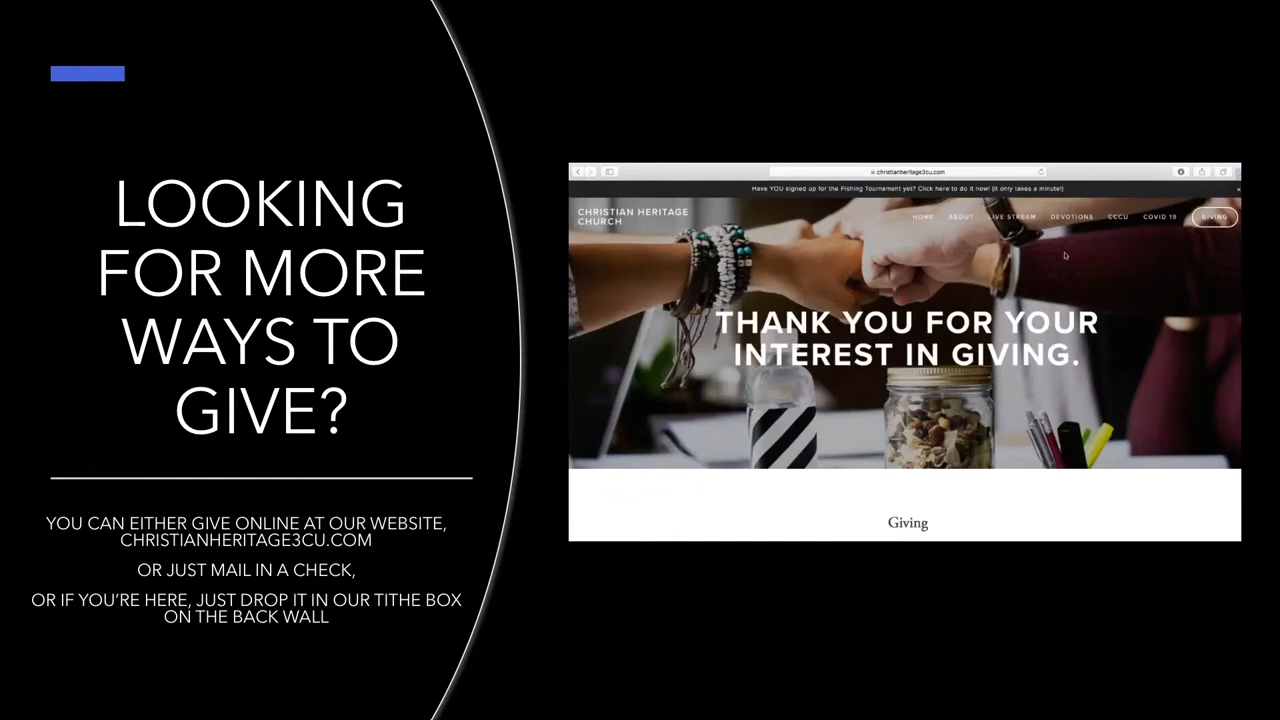 LOOKING
FOR MORE
WAYS TO
GIVE?
YOU CAN EITHER GIVE ONLINE AT OUR WEBSITE,
CHRISTIANHERITAGE3CU.COM
OR JUST MAIL IN A CHECK,
OR IF YOU’RE HERE, JUST DROP IT IN OUR TITHE BOX
ON THE BACK WALL
christianheritage3cu.com
Have YOU signed up for the Fishing Tournament yet? Click here to do it now! (It only takes a minute!)
CHRISTIAN HERITAGE
CHURCH
HOME ABOUT LIVE STREAM DEVOTIONS CCCU COVID 19 GIVING
THANK YOU FOR YOUR
INTEREST IN GIVING.
Giving